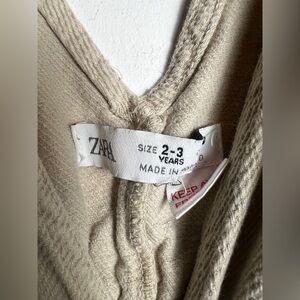 ZARA
SIZE 2-3
YEARS
MADE IN
KEEP A